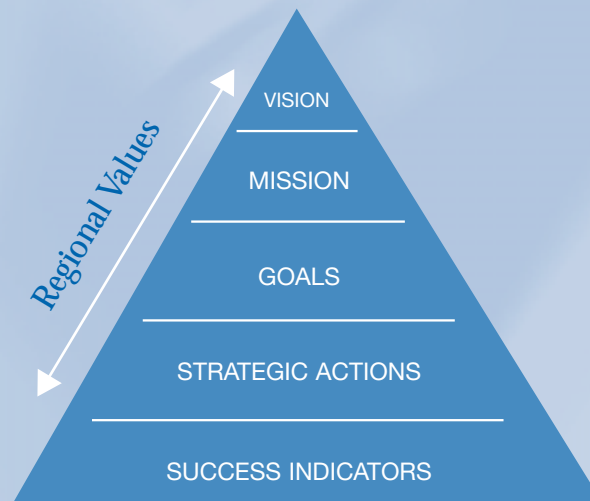 Regional Values
VISION
MISSION
GOALS
STRATEGIC ACTIONS
SUCCESS INDICATORS